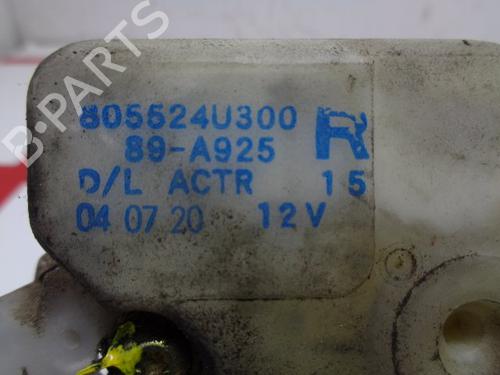 B-PARTS
805524U300 R
89-A925
D/L ACTR 15
04 07 20 12V